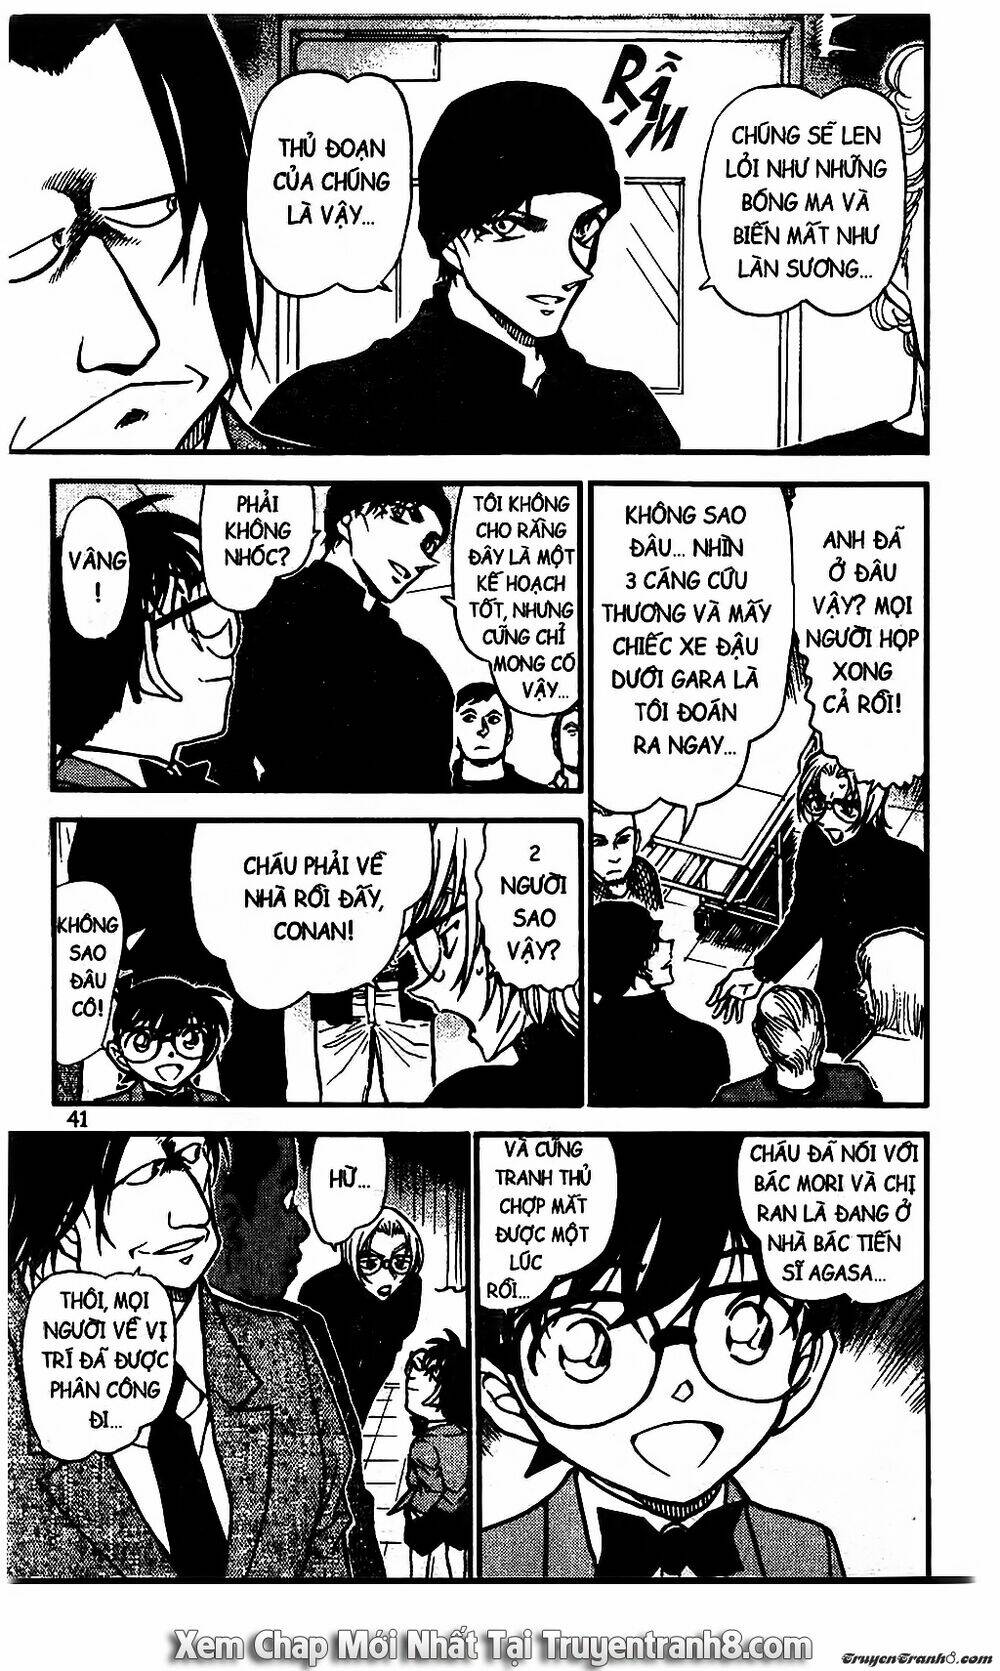 CHÚNG SẼ LEN
LỎI NHƯ NHỮNG
BÓNG MA VÀ
BIẾN MẤT NHƯ
LÀN SƯƠNG...
RẦM
RẬM
THỦ ĐOẠN
CỦA CHÚNG
LÀ VẬY...
ANH ĐÃ
Ở ĐÂU
VẬY? MỌI
NGƯỜI HỌP
XONG
CẢ RỒI!
KHÔNG SAO
ĐÂU... NHÌN
3 CÁNG CỨU
THƯƠNG VÀ MẤY
CHIẾC XE ĐẬU
DƯỚI GARA LÀ
TÔI ĐOÁN
RA NGAY...
TÔI KHÔNG
CHO RẰNG
ĐÂY LÀ MỘT
KẾ HOẠCH
TỐT, NHƯNG
CŨNG CHỈ
MONG CÓ
VẬY...
PHẢI
KHÔNG
NHÓC?
VÂNG
!
2
NGƯỜI
SAO
VẬY?
CHÁU PHẢI VỀ
NHÀ RỒI ĐẤY,
CONAN!
KHÔNG
SAO
ĐÂU
CÔ!
41
CHÁU ĐÃ NÓI VỚI
BÁC MORI VÀ CHỊ
RAN LÀ ĐANG Ở
NHÀ BÁC TIẾN
SĨ AGASA...
VÀ CŨNG
TRANH THỦ
CHỢP MẮT
ĐƯỢC MỘT
LÚC
RỒI...
HỪ...
THÔI, MỌI
NGƯỜI VỀ VỊ
TRÍ ĐÃ ĐƯỢC
PHÂN CÔNG
ĐI...
Xem Chap Mới Nhất Tại Truyentranh8.com
TruyenTranh8.com